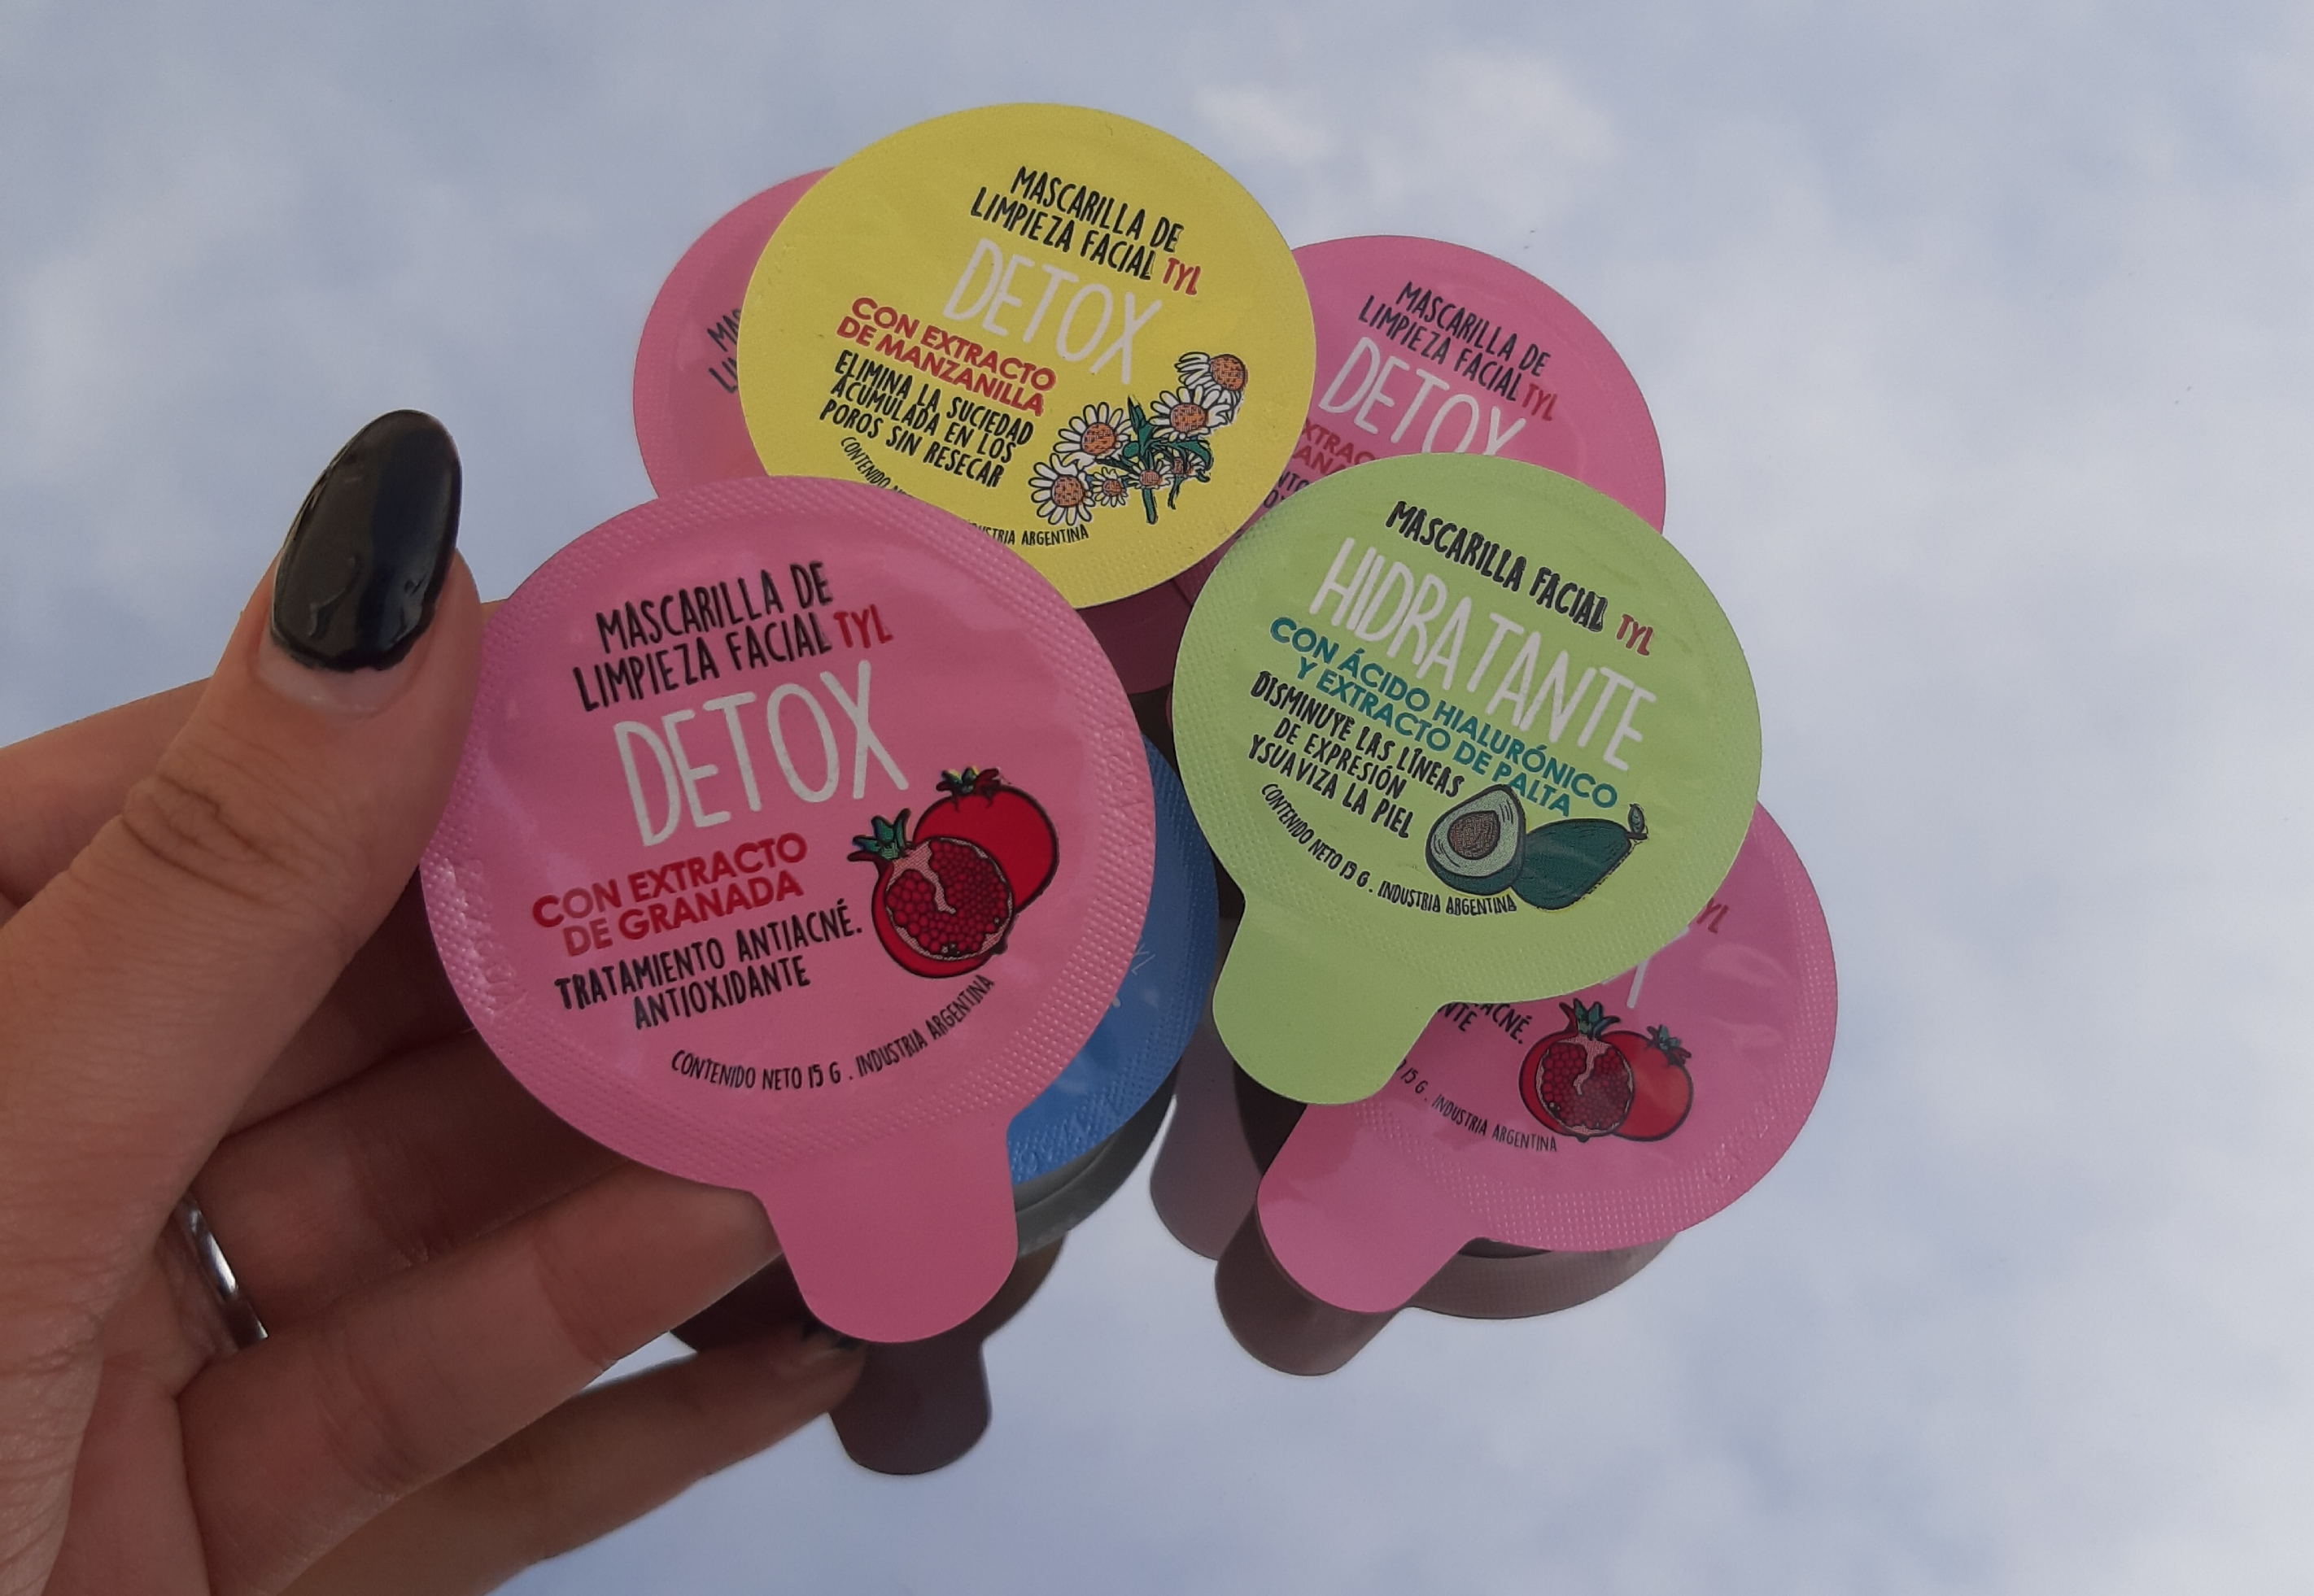 MASCARILLA DE
LIMPIEZA FACIAL TYL
DETOX
CON EXTRACTO
DE MANZANILLA
ELIMINA LA SUCIEDAD
ACUMULADA EN LOS
POROS SIN RESECAR
CONTENIDO
ARGENTINA
MASCARILLA DE
LIMPIEZA FACIAL TYL
DETOX
MASCARILLA FACIAL TYL
HIDRATANTE
CON ÁCIDO HIALURÓNICO
Y EXTRACTO DE PALTA
DISMINUYE LAS LÍNEAS
DE EXPRESIÓN
YSUAVIZA LA PIEL
CONTENIDO NETO 15 G . INDUSTRIA ARGENTINA
MASCARILLA DE
LIMPIEZA FACIAL TYL
DETOX
CON EXTRACTO
DE GRANADA
TRATAMIENTO ANTIACNÉ.
ANTIOXIDANTE
CONTENIDO NETO 15 G . INDUSTRIA ARGENTINA
TYL
15 G . INDUSTRIA ARGENTINA